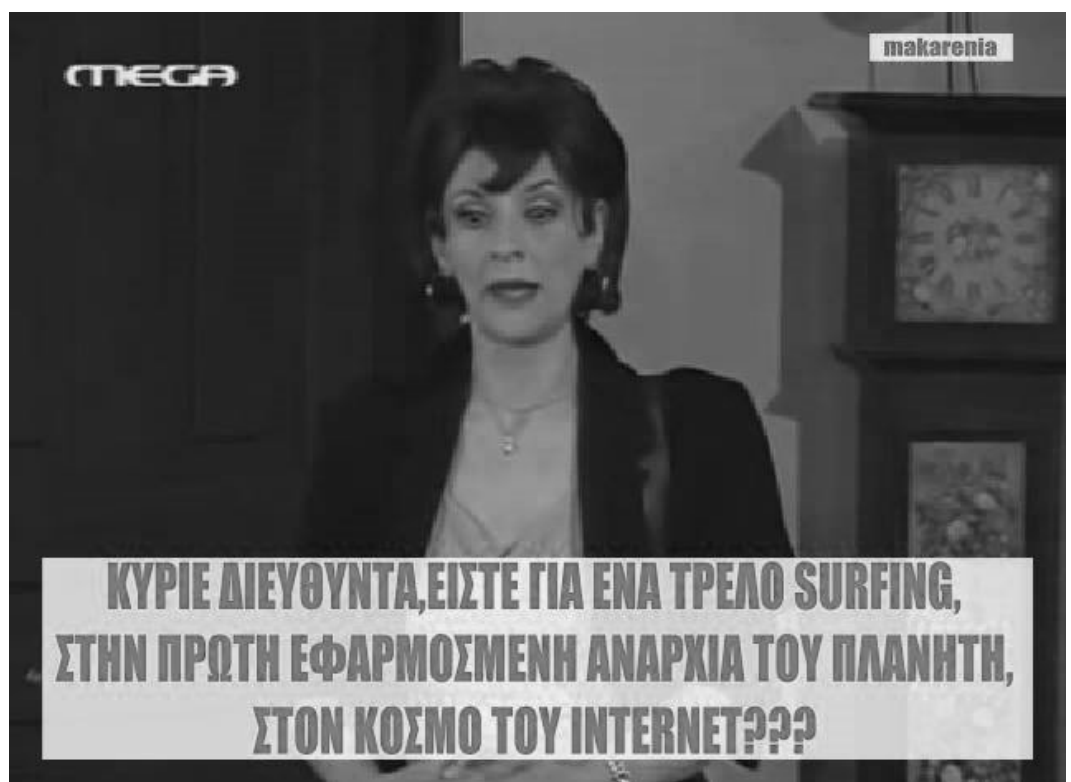 MEGA
makarenia
ΚΥΡΙΕ ΔΙΕΥΘΥΝΤΑ,ΕΙΣΤΕ ΓΙΑ ΕΝΑ ΤΡΕΛΟ SURFING,
ΣΤΗΝ ΠΡΩΤΗ ΕΦΑΡΜΟΣΜΕΝΗ ΑΝΑΡΧΙΑ ΤΟΥ ΠΛΑΝΗΤΗ,
ΣΤΟΝ ΚΟΣΜΟ ΤΟΥ INTERNET???